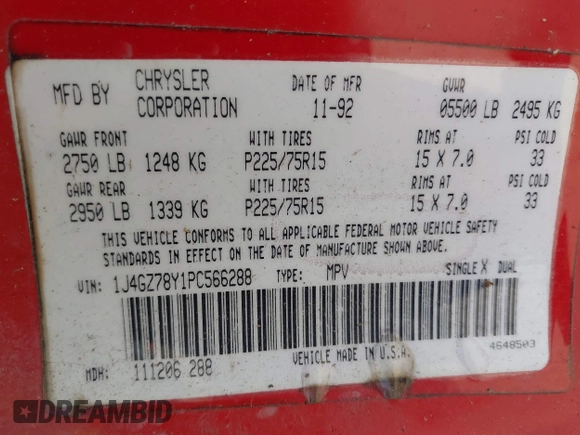 MFD BY CHRYSLER CORPORATION DATE OF MFR 11-92 GVWR 05500 LB 2495 KG
GAWR FRONT WITH TIRES RIMS AT PSI COLD
2750 LB 1248 KG P225/75R15 15 X 7.0 33
GAWR REAR WITH TIRES RIMS AT PSI COLD
2950 LB 1339 KG P225/75R15 15 X 7.0 33
THIS VEHICLE CONFORMS TO ALL APPLICABLE FEDERAL MOTOR VEHICLE SAFETY
STANDARDS IN EFFECT ON THE DATE OF MANUFACTURE SHOWN ABOVE.
VIN: 1J4GZ78Y1PC566288 TYPE: MPV SINGLE X DUAL
MDH: 111206 288 VEHICLE MADE IN U.S.A. 4648503
DREAMBID